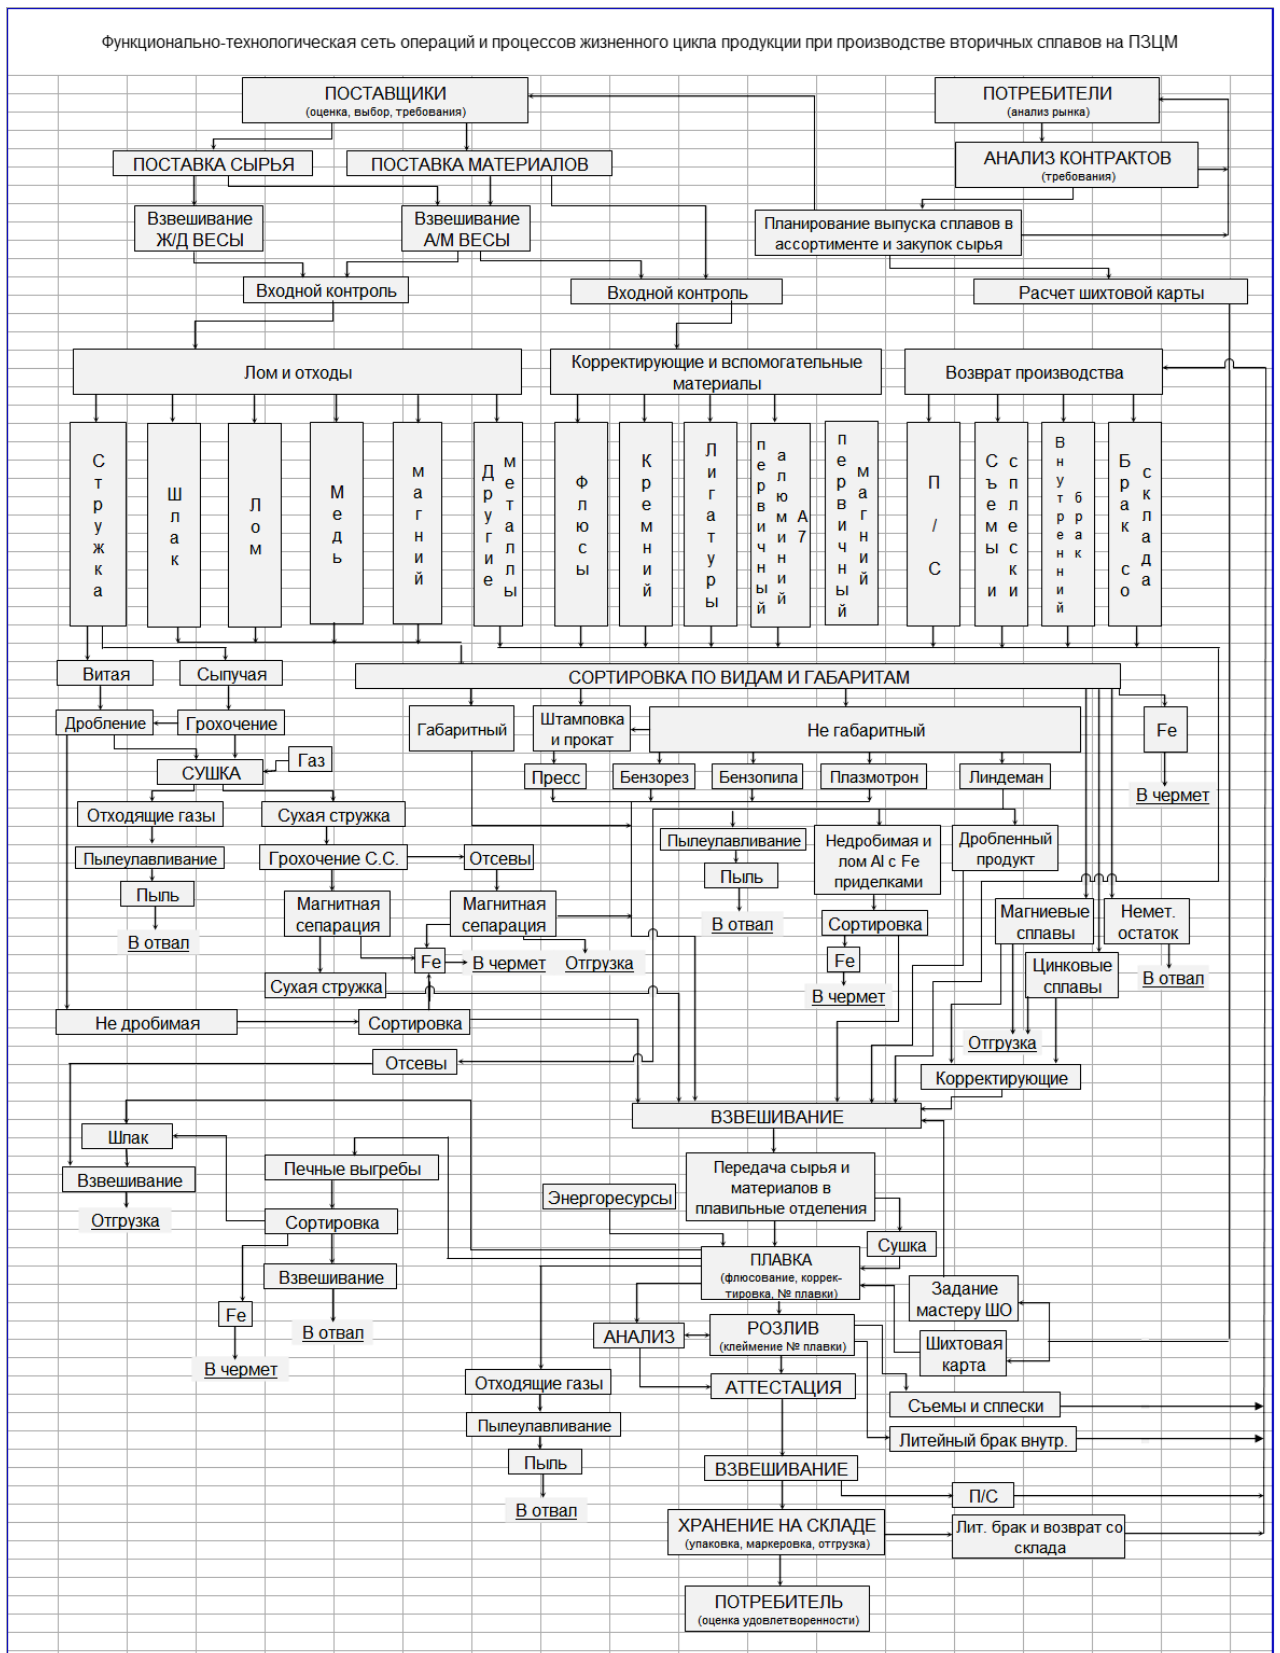 Функционально-технологическая сеть операций и процессов жизненного цикла продукции при производстве вторичных сплавов на ПЗЦМ
ПОСТАВЩИКИ
(оценка, выбор, требования)
ПОТРЕБИТЕЛИ
(анализ рынка)
ПОСТАВКА СЫРЬЯ
ПОСТАВКА МАТЕРИАЛОВ
АНАЛИЗ КОНТРАКТОВ
(требования)
Взвешивание
Ж/Д ВЕСЫ
Взвешивание
А/М ВЕСЫ
Планирование выпуска сплавов в
ассортименте и закупок сырья
Входной контроль
Входной контроль
Расчет шихтовой карты
Лом и отходы
Корректирующие и вспомогательные
материалы
Возврат производства
Стружка
Шлак
Лом
Медь
магний
Другие
металлы
Флюсы
Кремний
Лигатуры
первичный
алюминий
А7
первичный
магний
П/С
Съемы и
сплески
Внутренний
брак
Брак со
склада
Витая
Сыпучая
СОРТИРОВКА ПО ВИДАМ И ГАБАРИТАМ
Дробление
Грохочение
Габаритный
Штамповка
и прокат
Не габаритный
Fe
СУШКА
Газ
Пресс
Бензорез
Бензопила
Плазмотрон
Линдеман
В чермет
Отходящие газы
Сухая стружка
Пылеулавливание
Недробимая и
лом Al с Fe
приделками
Дробленный
продукт
Пылеулавливание
Грохочение С.С.
Отсевы
Пыль
Пыль
Магнитная
сепарация
Магнитная
сепарация
В отвал
Сортировка
Магниевые
сплавы
Немет.
остаток
В отвал
Fe
В чермет
Отгрузка
Fe
Цинковые
сплавы
В отвал
Сухая стружка
В чермет
Не дробимая
Сортировка
Отгрузка
Отсевы
Корректирующие
ВЗВЕШИВАНИЕ
Шлак
Печные выгребы
Передача сырья и
материалов в
плавильные отделения
Взвешивание
Энергоресурсы
Отгрузка
Сортировка
Сушка
ПЛАВКА
(флюсование, коррек-
тировка, № плавки)
Взвешивание
Задание
мастеру ШО
Fe
В отвал
АНАЛИЗ
РОЗЛИВ
(клеймение № плавки)
Шихтовая
карта
В чермет
Отходящие газы
АТТЕСТАЦИЯ
Съемы и сплески
Пылеулавливание
Литейный брак внутр.
Пыль
ВЗВЕШИВАНИЕ
П/С
В отвал
ХРАНЕНИЕ НА СКЛАДЕ
(упаковка, маркеровка, отгрузка)
Лит. брак и возврат со
склада
ПОТРЕБИТЕЛЬ
(оценка удовлетворенности)